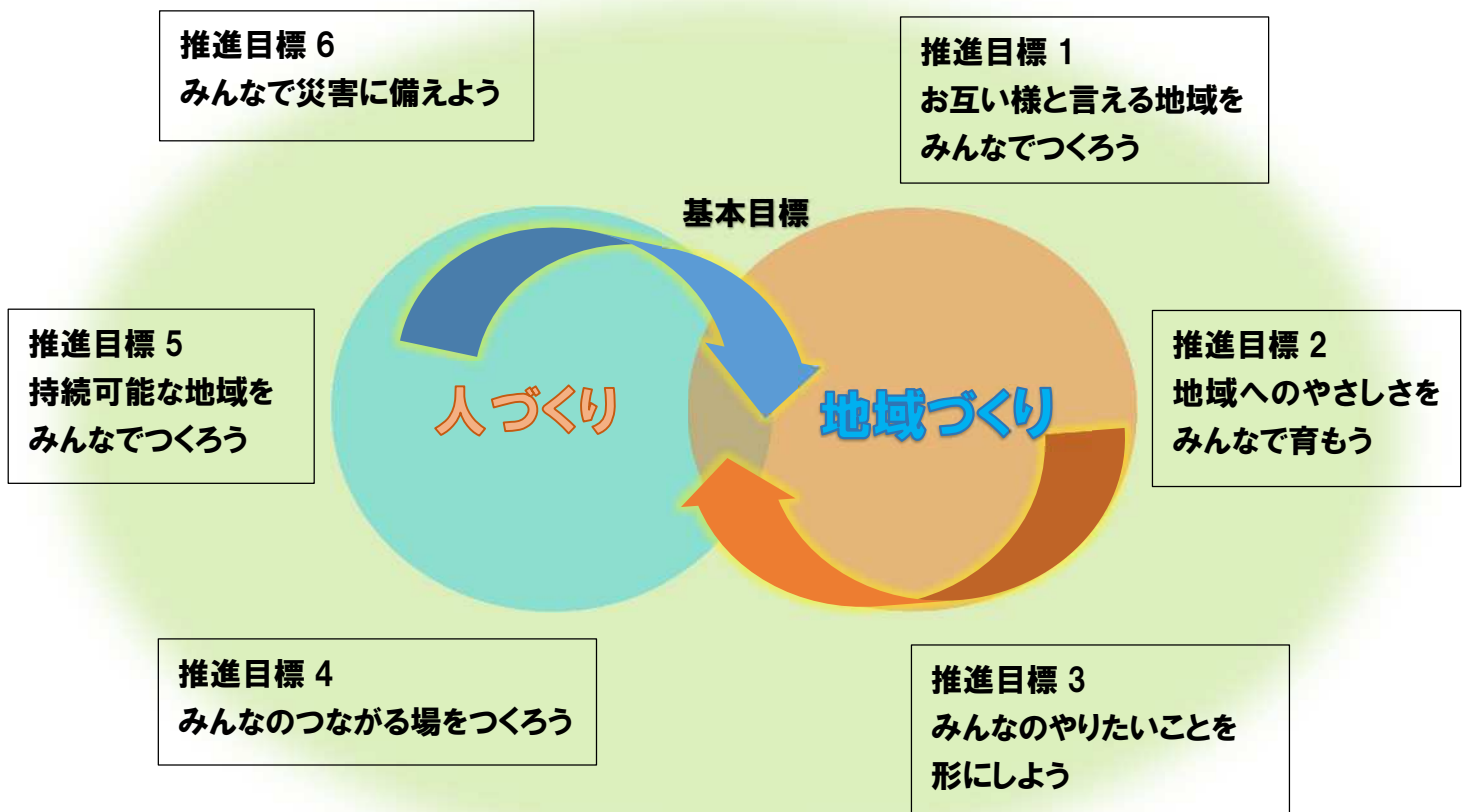 推進目標 6
みんなで災害に備えよう
推進目標 1
お互い様と言える地域を
みんなでつくろう
基本目標
推進目標 5
持続可能な地域を
みんなでつくろう
人づくり
地域づくり
推進目標 2
地域へのやさしさを
みんなで育もう
推進目標 4
みんなのつながる場をつくろう
推進目標 3
みんなのやりたいことを
形にしよう